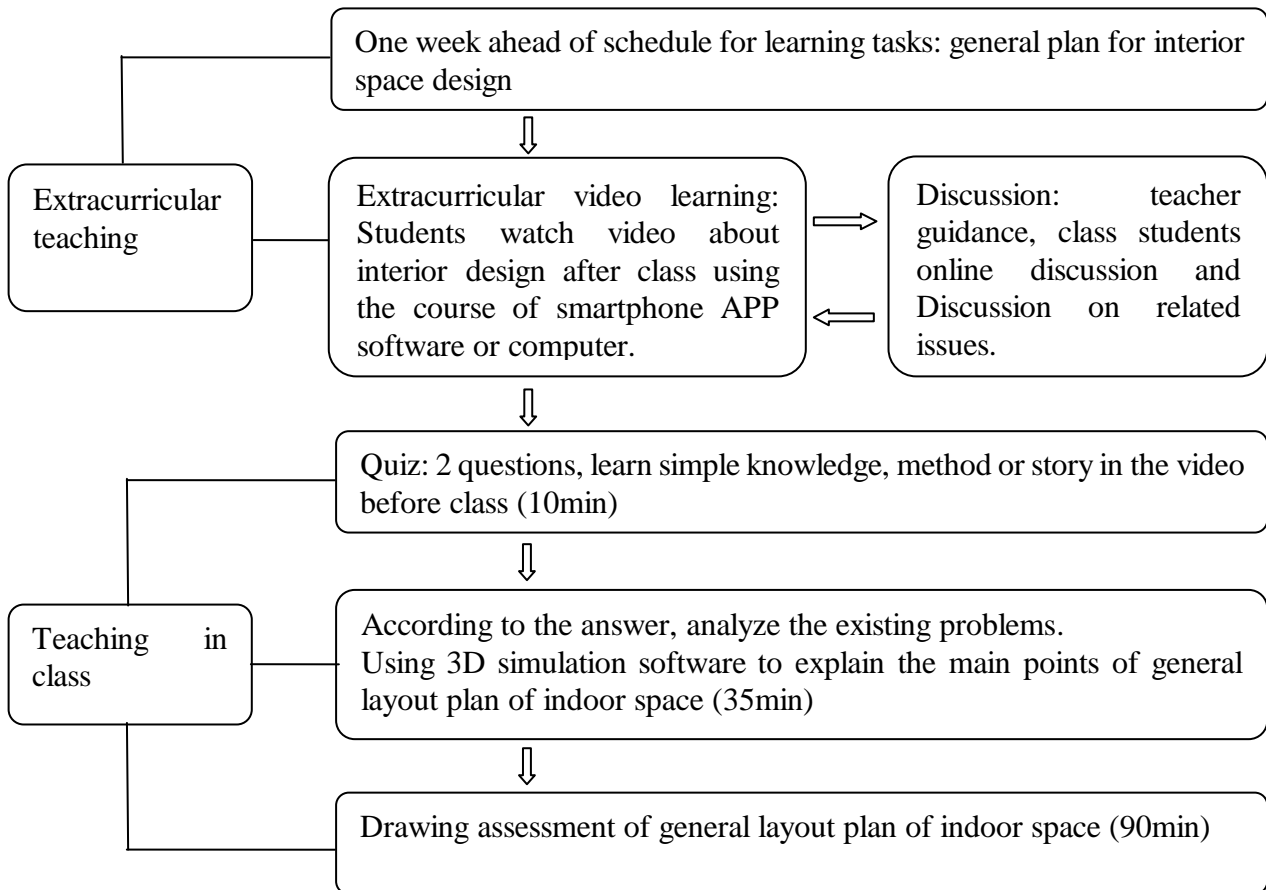 One week ahead of schedule for learning tasks: general plan for interior
space design
Extracurricular
teaching
Extracurricular video learning:
Students watch video about
interior design after class using
the course of smartphone APP
software or computer.
Discussion: teacher
guidance, class students
online discussion and
Discussion on related
issues.
Quiz: 2 questions, learn simple knowledge, method or story in the video
before class (10min)
Teaching in
class
According to the answer, analyze the existing problems.
Using 3D simulation software to explain the main points of general
layout plan of indoor space (35min)
Drawing assessment of general layout plan of indoor space (90min)